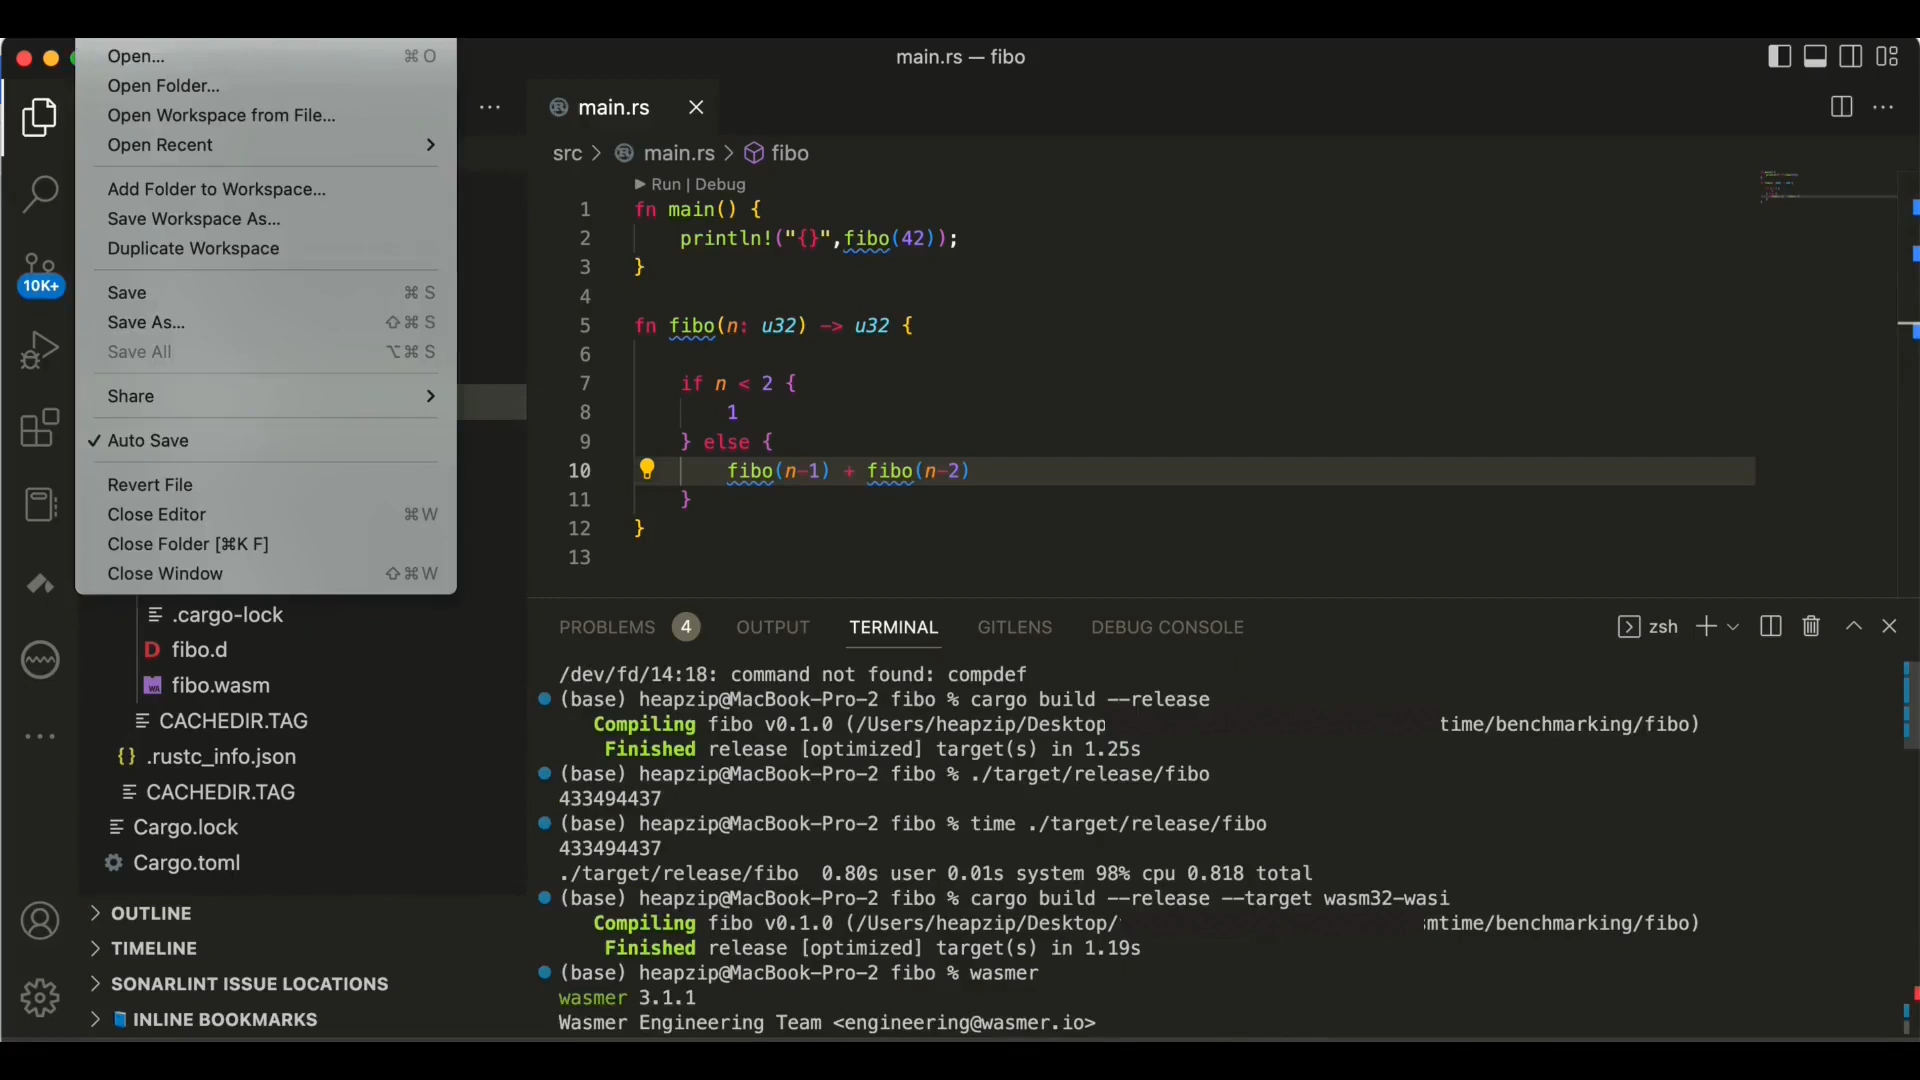 main.rs — fibo
Open... ⌘ O
Open Folder...
Open Workspace from File...
Open Recent
Add Folder to Workspace...
Save Workspace As...
Duplicate Workspace
Save ⌘ S
Save As... ⇧ ⌘ S
Save All ⌥ ⌘ S
Share
✓ Auto Save
Revert File
Close Editor ⌘ W
Close Folder [⌘K F]
Close Window ⇧ ⌘ W
10K+
.cargo-lock
D fibo.d
WA fibo.wasm
CACHEDIR.TAG
{} .rustc_info.json
CACHEDIR.TAG
Cargo.lock
Cargo.toml
OUTLINE
TIMELINE
SONARLINT ISSUE LOCATIONS
INLINE BOOKMARKS
main.rs
src > main.rs > fibo
Run | Debug
1 fn main() {
2 println!("{}",fibo(42));
3 }
4
5 fn fibo(n: u32) -> u32 {
6
7 if n < 2 {
8 1
9 } else {
10 fibo(n-1) + fibo(n-2)
11 }
12 }
13
PROBLEMS 4 OUTPUT TERMINAL GITLENS DEBUG CONSOLE zsh
/dev/fd/14:18: command not found: compdef
(base) heapzip@MacBook-Pro-2 fibo % cargo build --release
Compiling fibo v0.1.0 (/Users/heapzip/Desktop time/benchmarking/fibo)
Finished release [optimized] target(s) in 1.25s
(base) heapzip@MacBook-Pro-2 fibo % ./target/release/fibo
433494437
(base) heapzip@MacBook-Pro-2 fibo % time ./target/release/fibo
433494437
./target/release/fibo 0.80s user 0.01s system 98% cpu 0.818 total
(base) heapzip@MacBook-Pro-2 fibo % cargo build --release --target wasm32-wasi
Compiling fibo v0.1.0 (/Users/heapzip/Desktop/ mtime/benchmarking/fibo)
Finished release [optimized] target(s) in 1.19s
(base) heapzip@MacBook-Pro-2 fibo % wasmer
wasmer 3.1.1
Wasmer Engineering Team <engineering@wasmer.io>